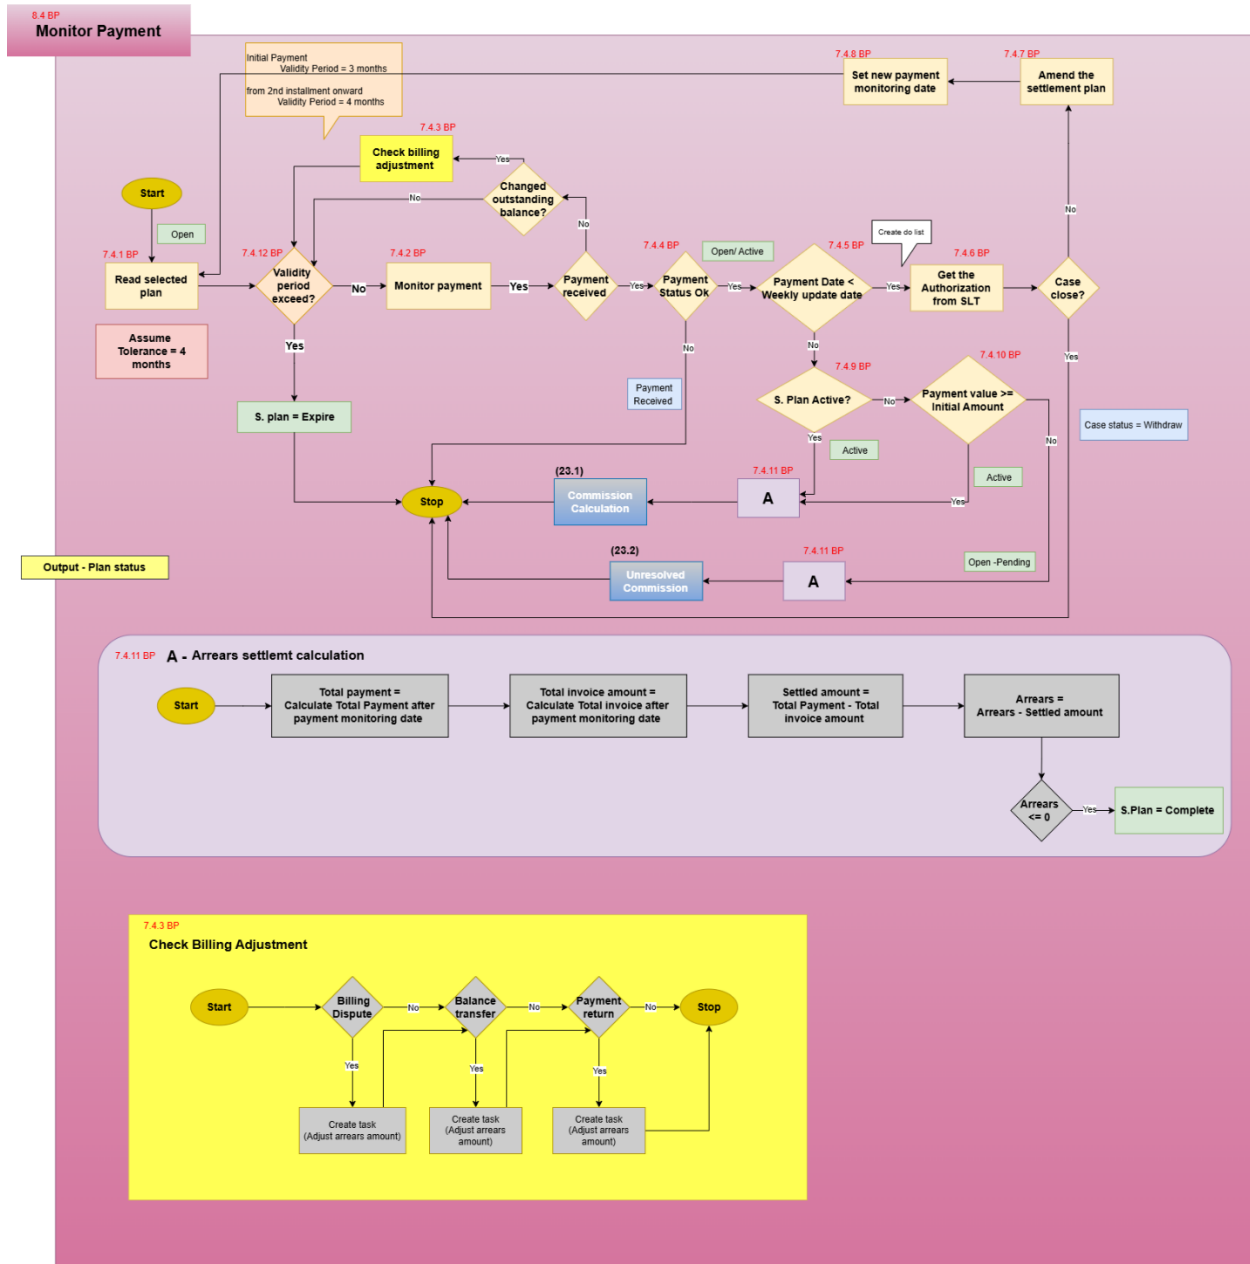 8.4 BP
Monitor Payment
Initial Payment
Validity Period = 3 months
from 2nd installment onward
Validity Period = 4 months
7.4.8 BP
Set new payment
monitoring date
7.4.7 BP
Amend the
settlement plan
7.4.3 BP
Check billing
adjustment
Yes
Changed
outstanding
balance?
No
No
No
Start
Open
7.4.1 BP
Read selected
plan
7.4.12 BP
Validity
period
exceed?
No
7.4.2 BP
Monitor payment
Yes
Payment
received
Yes
7.4.4 BP
Payment
Status Ok
Open/ Active
Yes
7.4.5 BP
Payment Date <
Weekly update date
Yes
Create do list
7.4.6 BP
Get the
Authorization
from SLT
Case
close?
Assume
Tolerance = 4
months
Yes
No
No
Yes
S. plan = Expire
Payment
Received
7.4.9 BP
S. Plan Active?
No
7.4.10 BP
Payment value >=
Initial Amount
No
Case status = Withdraw
Yes
Active
Stop
(23.1)
Commission
Calculation
7.4.11 BP
A
Yes
Active
(23.2)
Unresolved
Commission
7.4.11 BP
A
Open -Pending
Output - Plan status
7.4.11 BP
A - Arrears settlemt calculation
Start
Total payment =
Calculate Total Payment after
payment monitoring date
Total invoice amount =
Calculate Total invoice after
payment monitoring date
Settled amount =
Total Payment - Total
invoice amount
Arrears =
Arrears - Settled amount
Arrears
<= 0
Yes
S.Plan = Complete
7.4.3 BP
Check Billing Adjustment
Start
Billing
Dispute
No
Balance
transfer
No
Payment
return
No
Stop
Yes
Yes
Yes
Create task
(Adjust arrears amount)
Create task
(Adjust arrears
amount)
Create task
(Adjust arrears
amount)